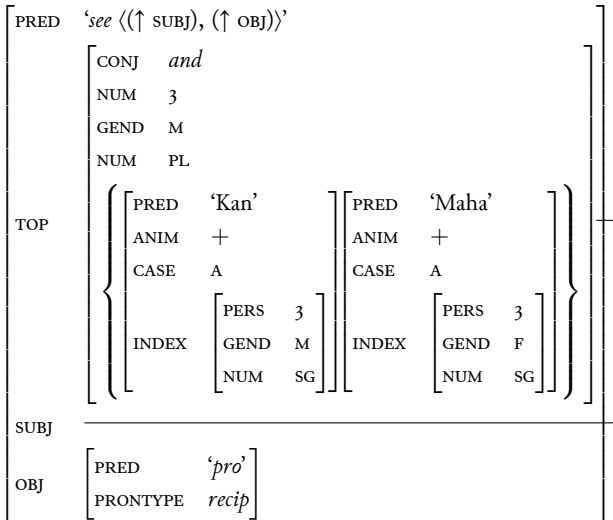 PRED ‘see ⟨(↑ SUBJ), (↑ OBJ)⟩’
CONJ and
NUM 3
GEND M
NUM PL
PRED ‘Kan’ PRED ‘Maha’
TOP ANIM + ANIM +
CASE A CASE A
PERS 3 PERS 3
INDEX GEND M INDEX GEND F
NUM SG NUM SG
SUBJ
PRED ‘pro’
OBJ PRONTYPE recip